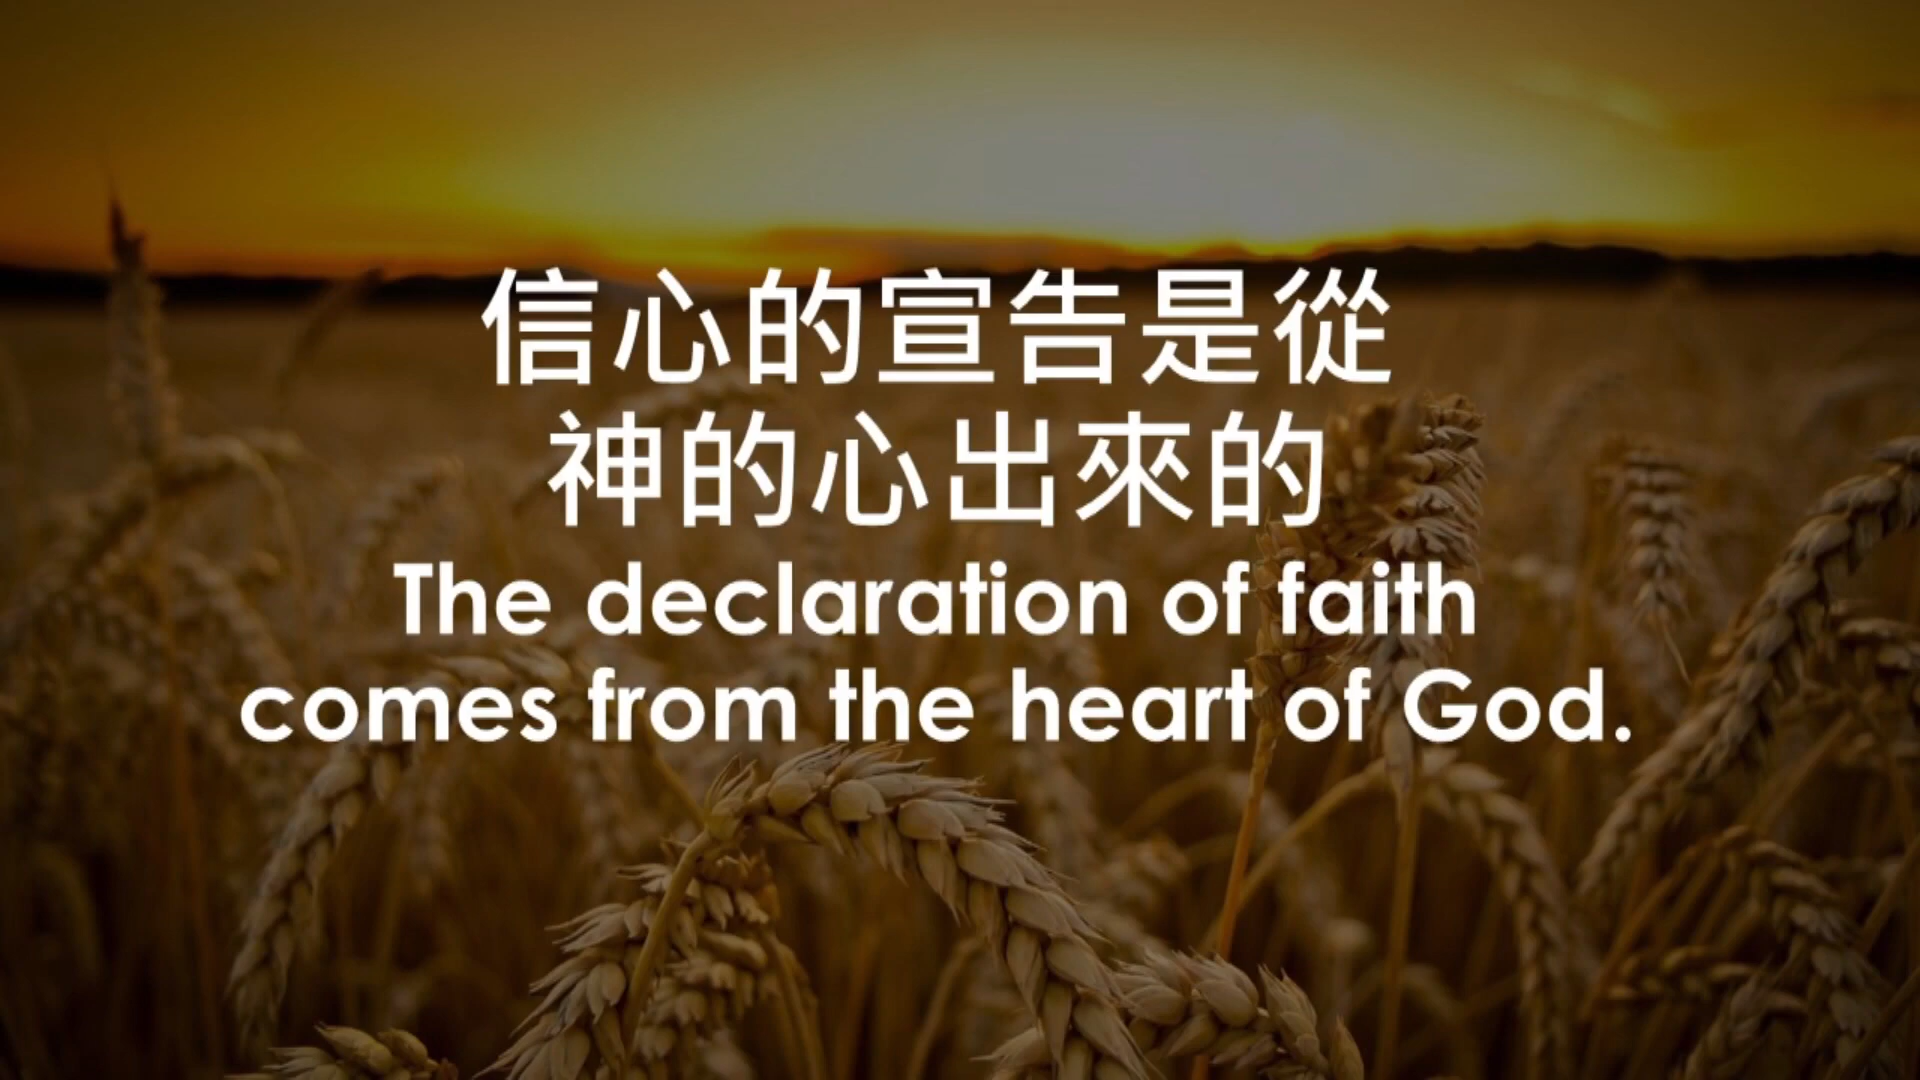 信心的宣告是從
神的心出來的
The declaration of faith
comes from the heart of God.